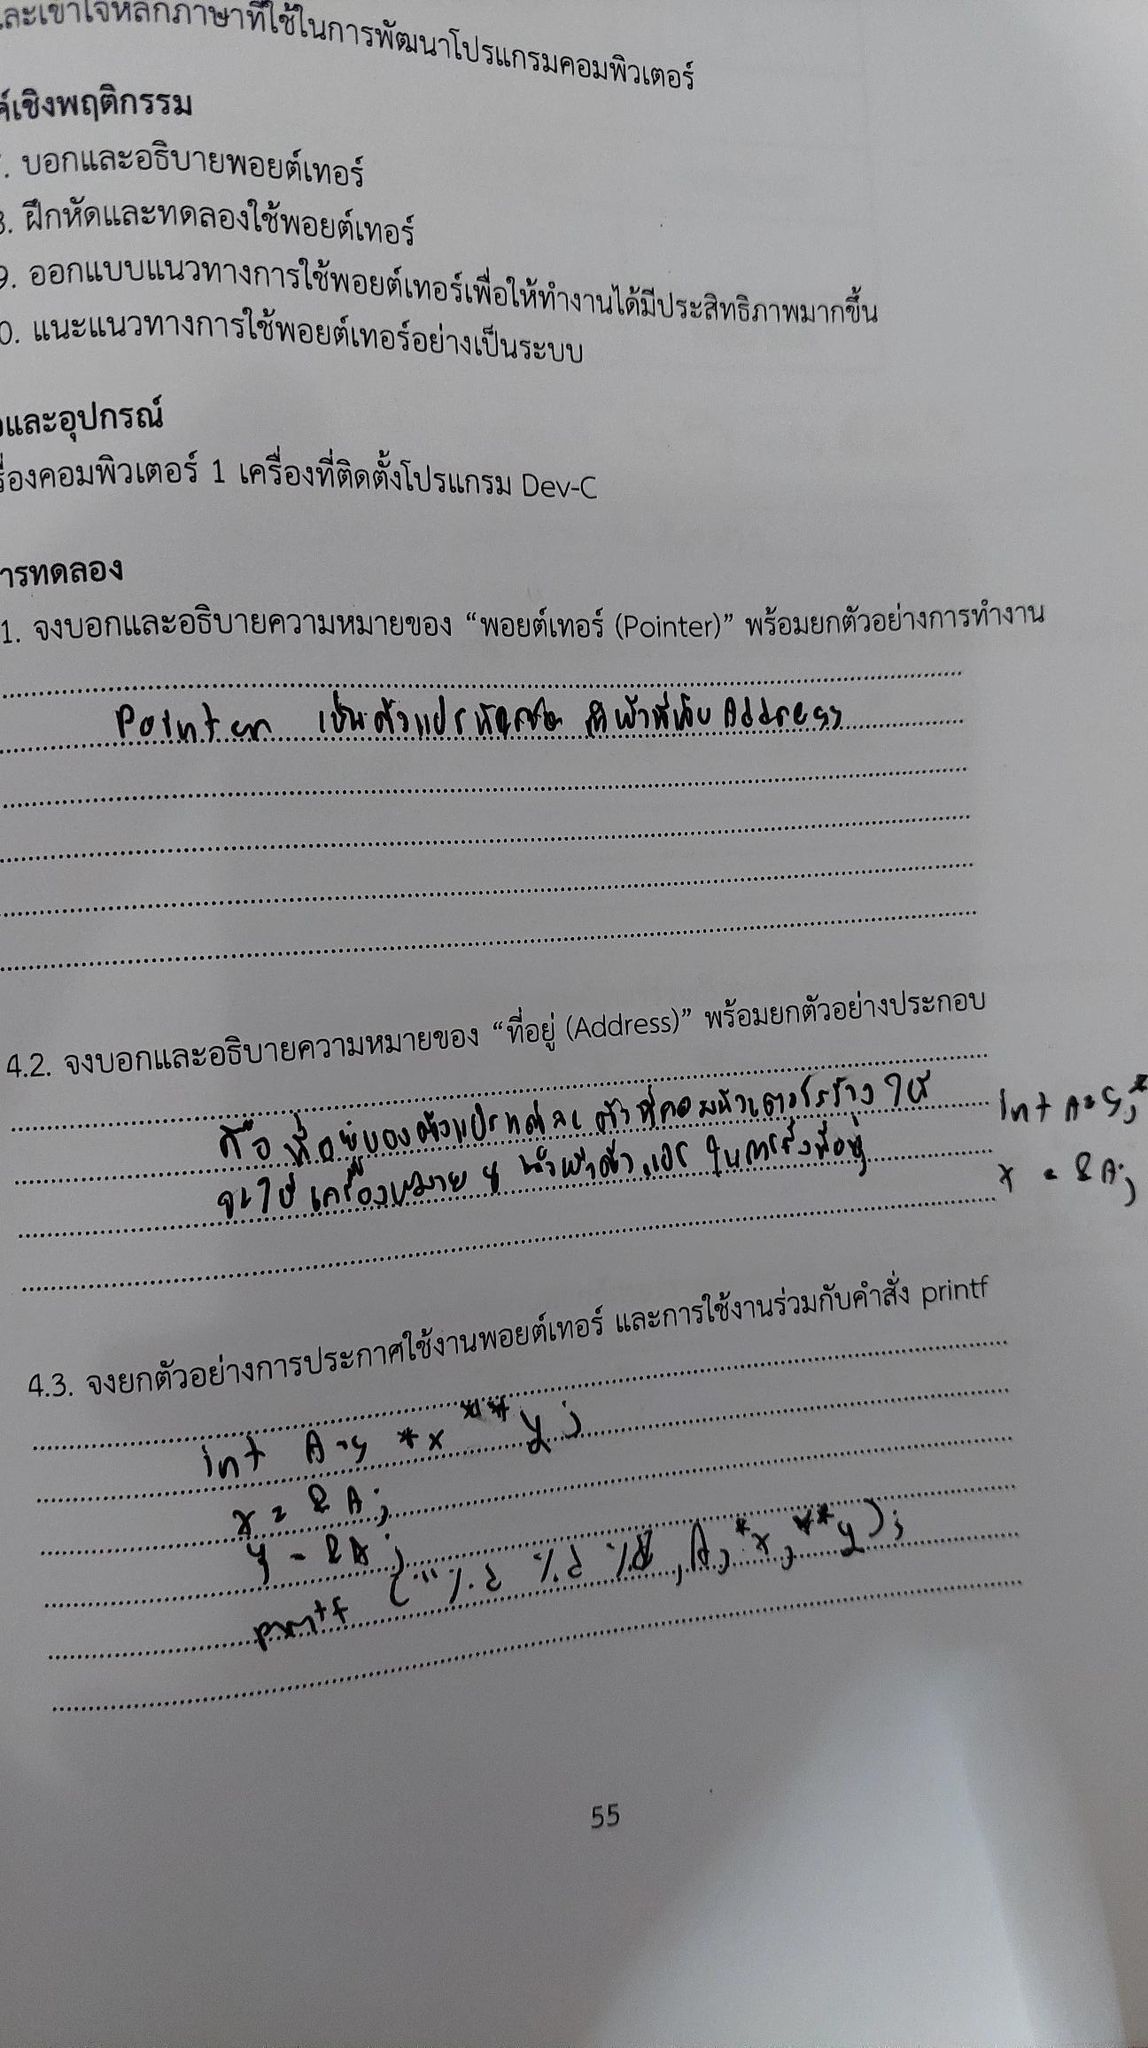 ละเข้าใจหลักภาษาที่ใช้ในการพัฒนาโปรแกรมคอมพิวเตอร์
ค์เชิงพฤติกรรม
. บอกและอธิบายพอยต์เทอร์
8. ฝึกหัดและทดลองใช้พอยต์เทอร์
9. ออกแบบแนวทางการใช้พอยต์เทอร์เพื่อให้ทำงานได้มีประสิทธิภาพมากขึ้น
0. แนะแนวทางการใช้พอยต์เทอร์อย่างเป็นระบบ
และอุปกรณ์
รื่องคอมพิวเตอร์ 1 เครื่องที่ติดตั้งโปรแกรม Dev-C
ารทดลอง
1. จงบอกและอธิบายความหมายของ “พอยต์เทอร์ (Pointer)” พร้อมยกตัวอย่างการทำงาน
Pointer เป็นตัวแปร ทำหน้าที่เก็บ Address
4.2. จงบอกและอธิบายความหมายของ “ที่อยู่ (Address)” พร้อมยกตัวอย่างประกอบ
คือ ที่อยู่ของตัวแปรแต่ละ ตัวที่คอมพิวเตอร์สร้าง ให้
จะใช้ เครื่องหมาย & นำหน้าตัวแปร ในการอ้างที่อยู่
int A=5,*
x = &A;
4.3. จงยกตัวอย่างการประกาศใช้งานพอยต์เทอร์ และการใช้งานร่วมกับคำสั่ง printf
int A=5 *x **y;
x = &A;
y = &x;
printf ("%d %d %d ,A,*x,**y);
55